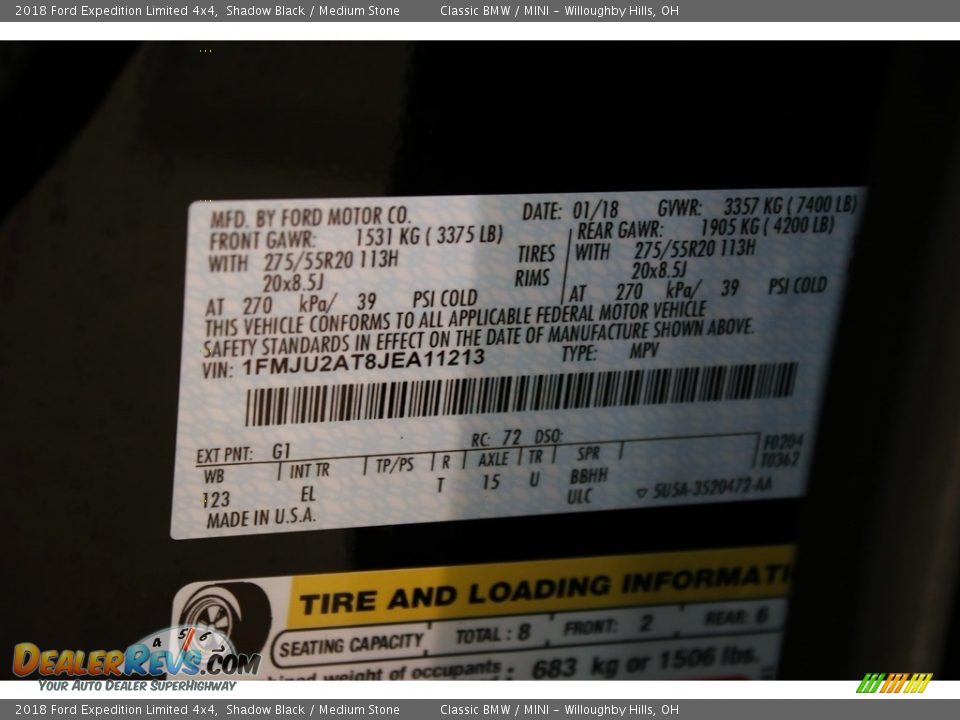 2018 Ford Expedition Limited 4x4, Shadow Black / Medium Stone Classic BMW / MINI - Willoughby Hills, OH
MFD. BY FORD MOTOR CO. DATE: 01/18 GVWR: 3357 KG ( 7400 LB)
FRONT GAWR: 1531 KG ( 3375 LB) REAR GAWR: 1905 KG ( 4200 LB)
WITH 275/55R20 113H TIRES WITH 275/55R20 113H
20x8.5J RIMS 20x8.5J
AT 270 kPa/ 39 PSI COLD AT 270 kPa/ 39 PSI COLD
THIS VEHICLE CONFORMS TO ALL APPLICABLE FEDERAL MOTOR VEHICLE
SAFETY STANDARDS IN EFFECT ON THE DATE OF MANUFACTURE SHOWN ABOVE.
VIN: 1FMJU2AT8JEA11213 TYPE: MPV
EXT PNT: G1 RC: 72 DSO: F0204
WB INT TR TP/PS R AXLE TR SPR T0362
123 EL T 15 U BBHH
ULC 5U5A-3520472-AA
MADE IN U.S.A.
TIRE AND LOADING INFORMATI
SEATING CAPACITY TOTAL : 8 FRONT: 2 REAR: 6
bined weight of occupants 683 kg or 1506 lbs.
4 5 6
DEALERREVS.COM
YOUR AUTO DEALER SUPERHIGHWAY
2018 Ford Expedition Limited 4x4, Shadow Black / Medium Stone Classic BMW / MINI - Willoughby Hills, OH